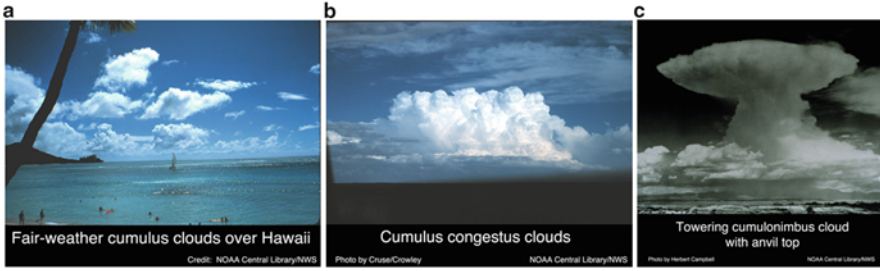 a
Fair-weather cumulus clouds over Hawaii
Credit: NOAA Central Library/NWS
b
Cumulus congestus clouds
Photo by Cruse/Crowley NOAA Central Library/NWS
c
Towering cumulonimbus cloud
with anvil top
Photo by Herbert Campbell NOAA Central Library/NWS